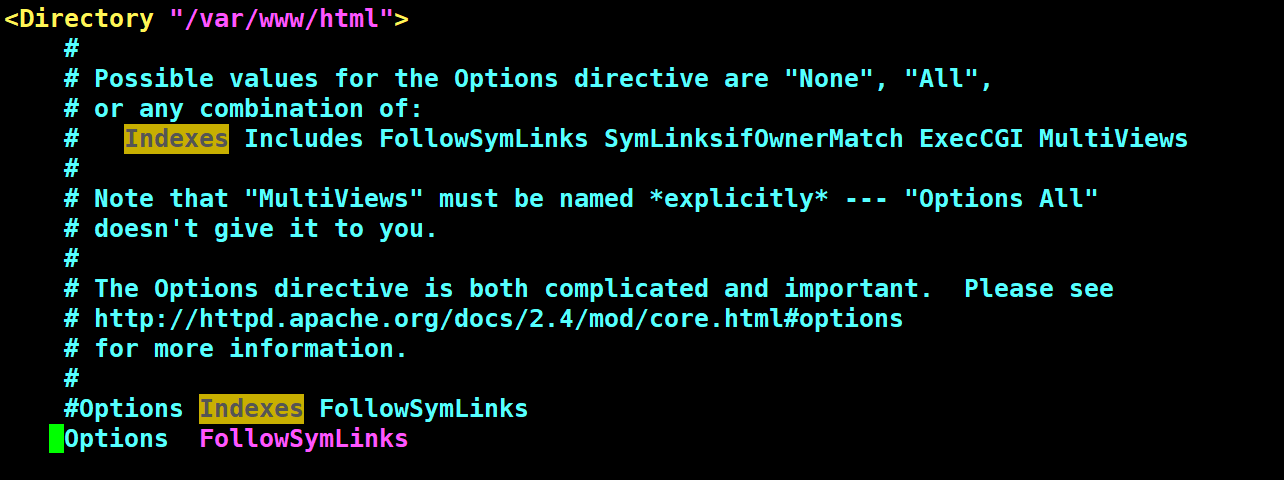 <Directory "/var/www/html">
    #
    # Possible values for the Options directive are "None", "All",
    # or any combination of:
    #   Indexes Includes FollowSymLinks SymLinksifOwnerMatch ExecCGI MultiViews
    #
    # Note that "MultiViews" must be named *explicitly* --- "Options All"
    # doesn't give it to you.
    #
    # The Options directive is both complicated and important.  Please see
    # http://httpd.apache.org/docs/2.4/mod/core.html#options
    # for more information.
    #
    #Options Indexes FollowSymLinks
    Options  FollowSymLinks